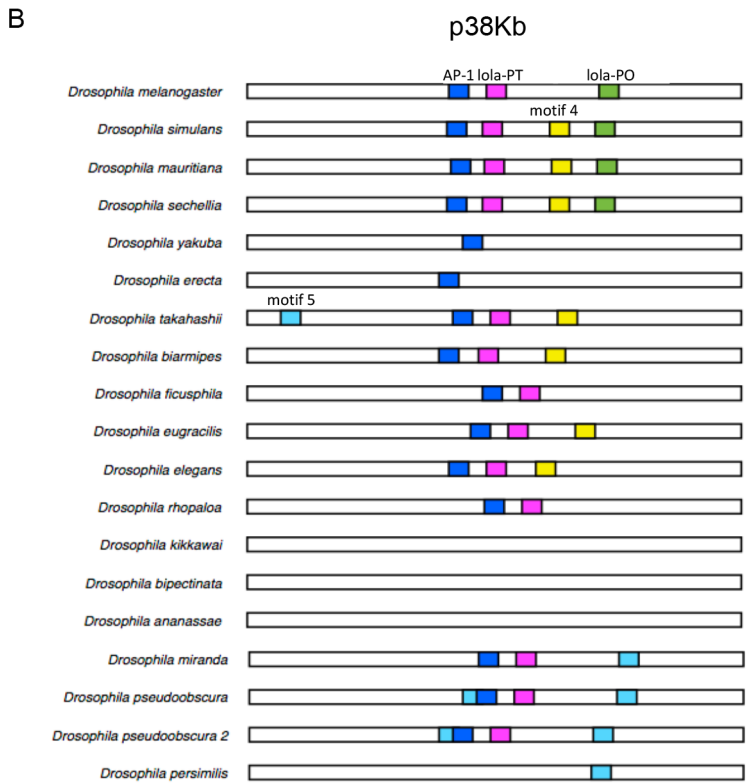 B
p38Kb
AP-1 lola-PT lola-PO
Drosophila melanogaster
motif 4
Drosophila simulans
Drosophila mauritiana
Drosophila sechellia
Drosophila yakuba
Drosophila erecta
motif 5
Drosophila takahashii
Drosophila biarmipes
Drosophila ficusphila
Drosophila eugracilis
Drosophila elegans
Drosophila rhopaloa
Drosophila kikkawai
Drosophila bipectinata
Drosophila ananassae
Drosophila miranda
Drosophila pseudoobscura
Drosophila pseudoobscura 2
Drosophila persimilis